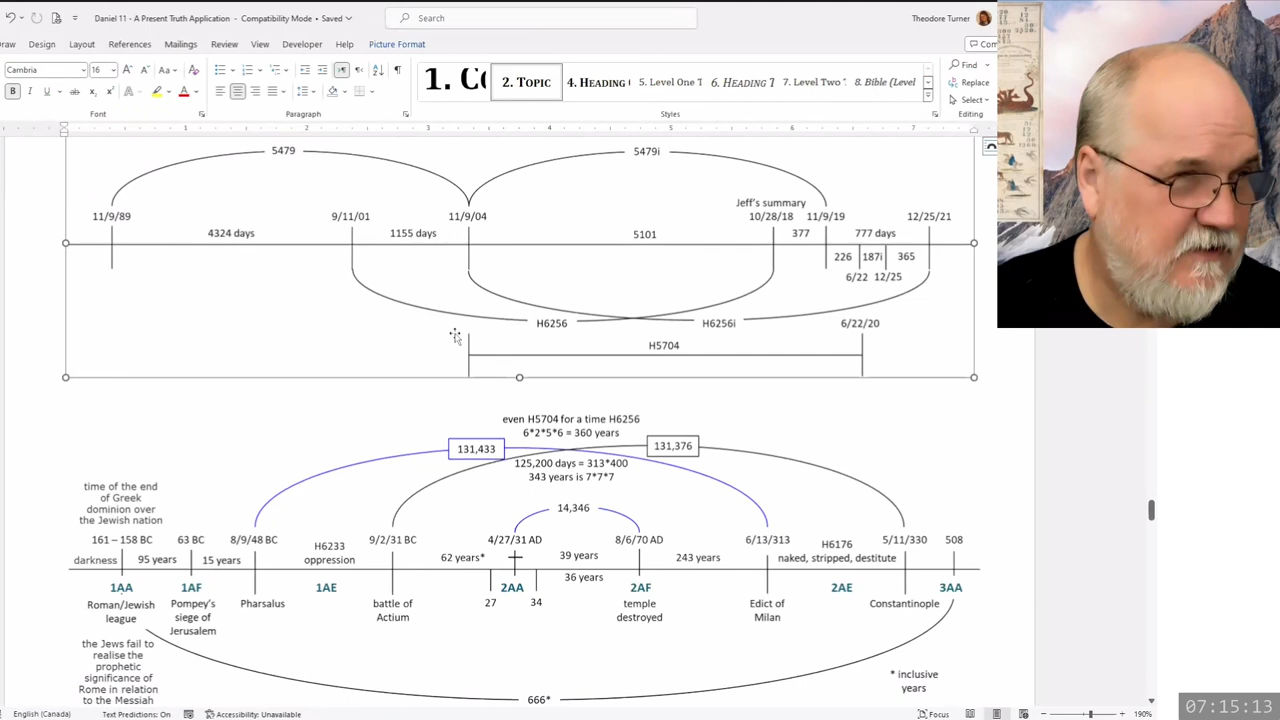 Daniel 11 - A Present Truth Application - Compatibility Mode • Saved
Search
Theodore Turner
Draw Design Layout References Mailings Review View Developer Help Picture Format
Cambria 16
Find
Replace
Select
2. Topic 4. Heading 5. Level One 6. Heading 7. Level Two 8. Bible (Level
Font Paragraph Styles Editing
5479 5479i
Jeff's summary
11/9/89 9/11/01 11/9/04 10/28/18 11/9/19 12/25/21
4324 days 1155 days 5101 377 777 days
226 187i 365
6/22 12/25
H6256 H6256i 6/22/20
H5704
even H5704 for a time H6256
6*2*5*6 = 360 years
131,433 131,376
125,200 days = 313*400
343 years is 7*7*7
time of the end
of Greek
dominion over
the Jewish nation
14,346
161 – 158 BC 63 BC 8/9/48 BC 9/2/31 BC 4/27/31 AD 8/6/70 AD 6/13/313 5/11/330 508
darkness 95 years 15 years H6233
oppression 62 years* 39 years 243 years H6176
naked, stripped, destitute
36 years
1AA 1AF 1AE 2AA 2AF 2AE 3AA
27 34
Roman/Jewish
league
Pompey's
siege of
Jerusalem
Pharsalus
battle of
Actium
temple
destroyed
Edict of
Milan
Constantinople
the Jews fail to
realise the
prophetic
significance of
Rome in relation
to the Messiah
666*
* inclusive
years
English (Canada) Text Predictions: On Accessibility: Unavailable Focus 190%
07:15:13